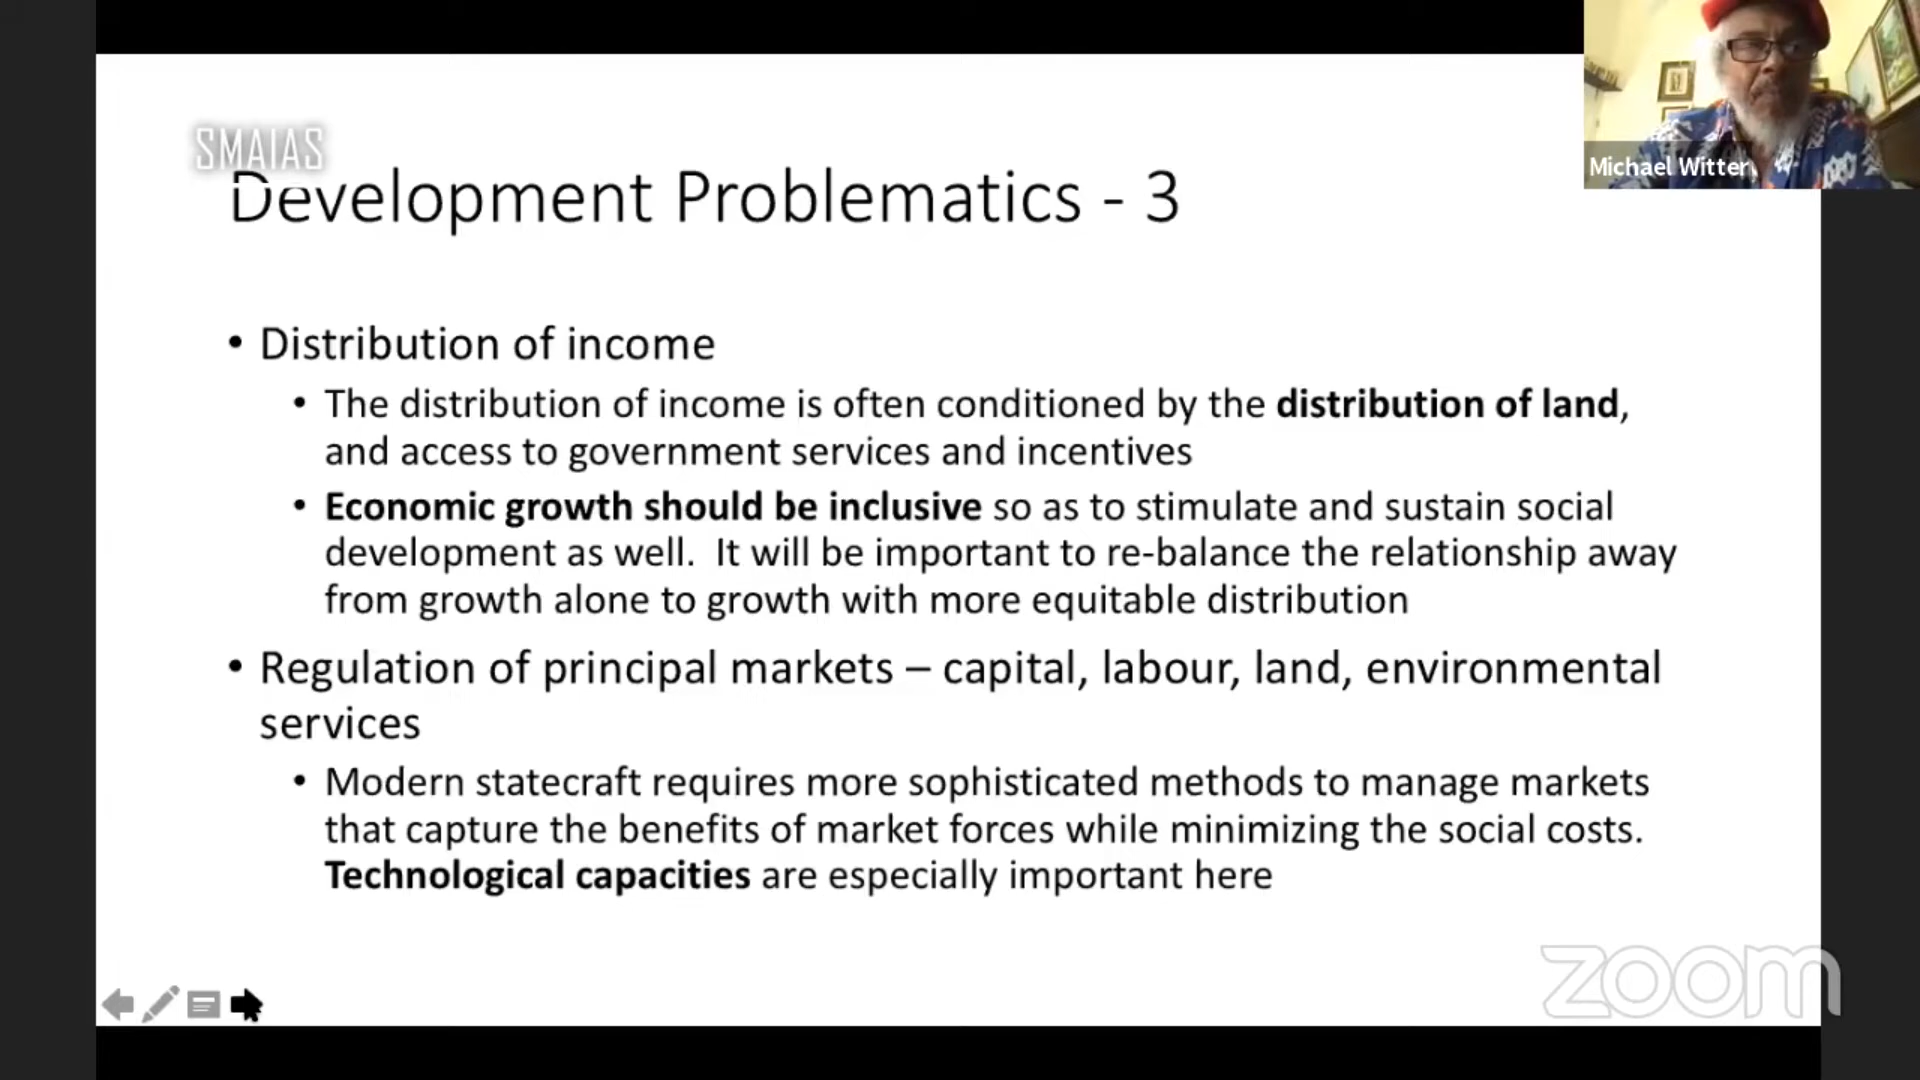 SMAIAS
Michael Witter
Development Problematics - 3
• Distribution of income
• The distribution of income is often conditioned by the distribution of land,
and access to government services and incentives
• Economic growth should be inclusive so as to stimulate and sustain social
development as well.  It will be important to re-balance the relationship away
from growth alone to growth with more equitable distribution
• Regulation of principal markets – capital, labour, land, environmental
services
• Modern statecraft requires more sophisticated methods to manage markets
that capture the benefits of market forces while minimizing the social costs.
Technological capacities are especially important here
zoom